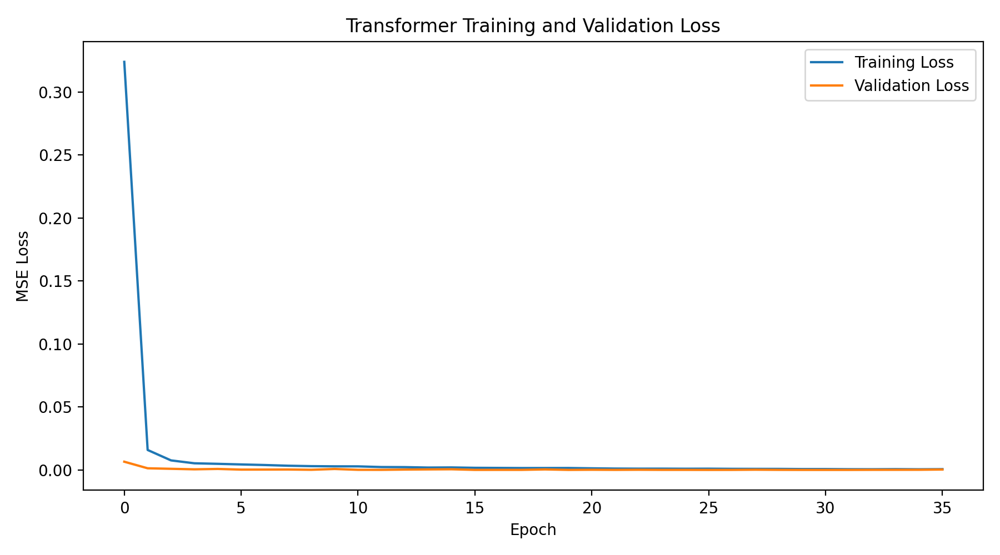 Transformer Training and Validation Loss
Training Loss
Validation Loss
MSE Loss
0.30
0.25
0.20
0.15
0.10
0.05
0.00
0 5 10 15 20 25 30 35
Epoch